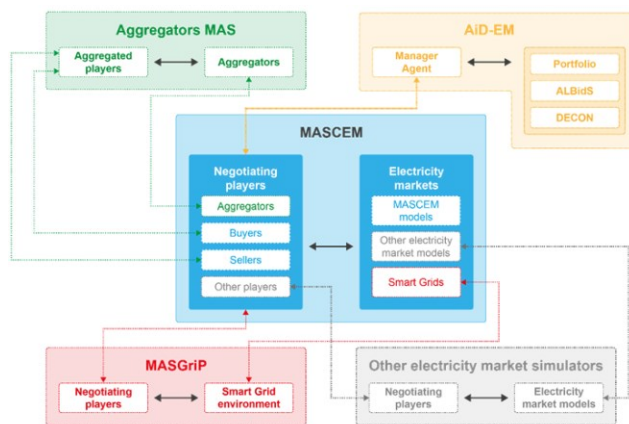 Aggregators MAS
Aggregated
players
Aggregators
AiD-EM
Manager
Agent
Portfolio
ALBidS
DECON
MASCEM
Negotiating
players
Aggregators
Buyers
Sellers
Other players
Electricity
markets
MASCEM
models
Other electricity
market models
Smart Grids
MASGriP
Negotiating
players
Smart Grid
environment
Other electricity market simulators
Negotiating
players
Electricity
market models